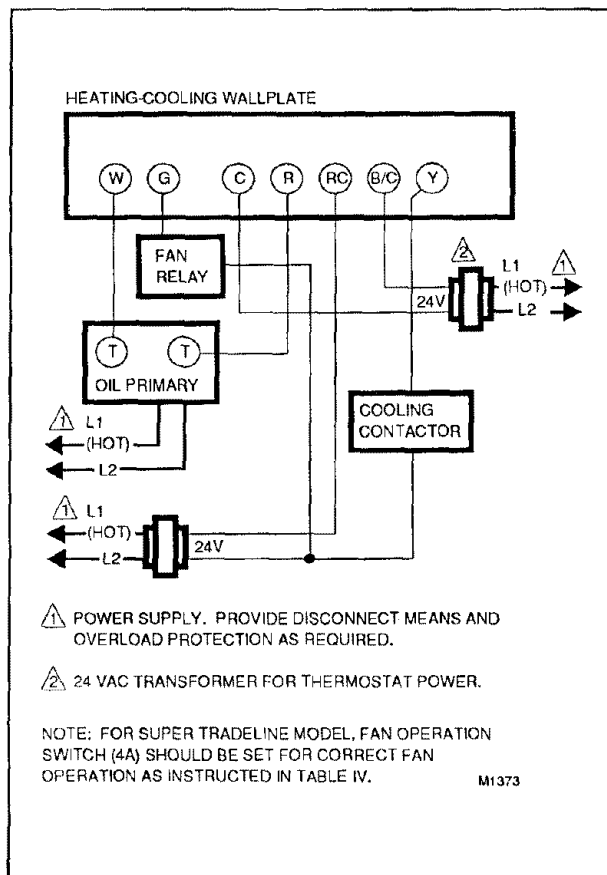 HEATING-COOLING WALLPLATE
W G C R RC B/C Y
FAN
RELAY
2
L1
(HOT)
1
24V
L2
T T
OIL PRIMARY
COOLING
CONTACTOR
1 L1
(HOT)
L2
1 L1
(HOT)
24V
L2
1 POWER SUPPLY. PROVIDE DISCONNECT MEANS AND
OVERLOAD PROTECTION AS REQUIRED.
2 24 VAC TRANSFORMER FOR THERMOSTAT POWER.
NOTE: FOR SUPER TRADELINE MODEL, FAN OPERATION
SWITCH (4A) SHOULD BE SET FOR CORRECT FAN
OPERATION AS INSTRUCTED IN TABLE IV.
M1373